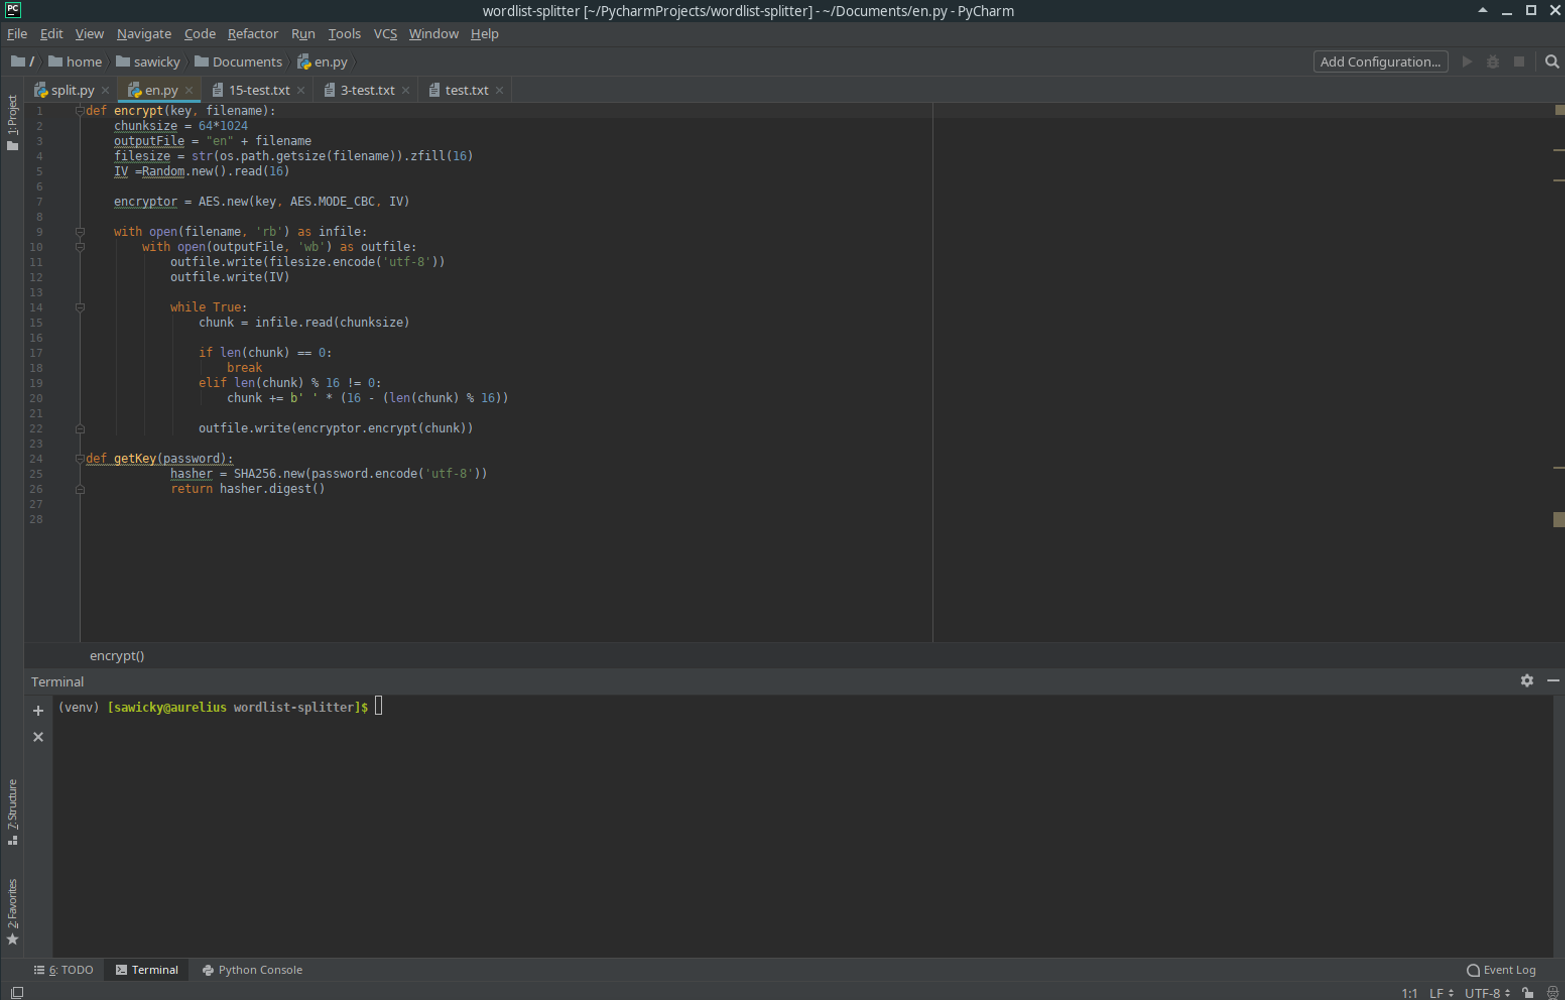 PC
wordlist-splitter [~/PycharmProjects/wordlist-splitter] - ~/Documents/en.py - PyCharm
File Edit View Navigate Code Refactor Run Tools VCS Window Help
/ home sawicky Documents en.py
Add Configuration...
split.py en.py 15-test.txt 3-test.txt test.txt
1: Project
1 def encrypt(key, filename):
2 chunksize = 64*1024
3 outputFile = "en" + filename
4 filesize = str(os.path.getsize(filename)).zfill(16)
5 IV =Random.new().read(16)
6
7 encryptor = AES.new(key, AES.MODE_CBC, IV)
8
9 with open(filename, 'rb') as infile:
10 with open(outputFile, 'wb') as outfile:
11 outfile.write(filesize.encode('utf-8'))
12 outfile.write(IV)
13
14 while True:
15 chunk = infile.read(chunksize)
16
17 if len(chunk) == 0:
18 break
19 elif len(chunk) % 16 != 0:
20 chunk += b' ' * (16 - (len(chunk) % 16))
21
22 outfile.write(encryptor.encrypt(chunk))
23
24 def getKey(password):
25 hasher = SHA256.new(password.encode('utf-8'))
26 return hasher.digest()
27
28
encrypt()
Terminal
(venv) [sawicky@aurelius wordlist-splitter]$
7: Structure
2: Favorites
6: TODO Terminal Python Console Event Log
1:1 LF UTF-8